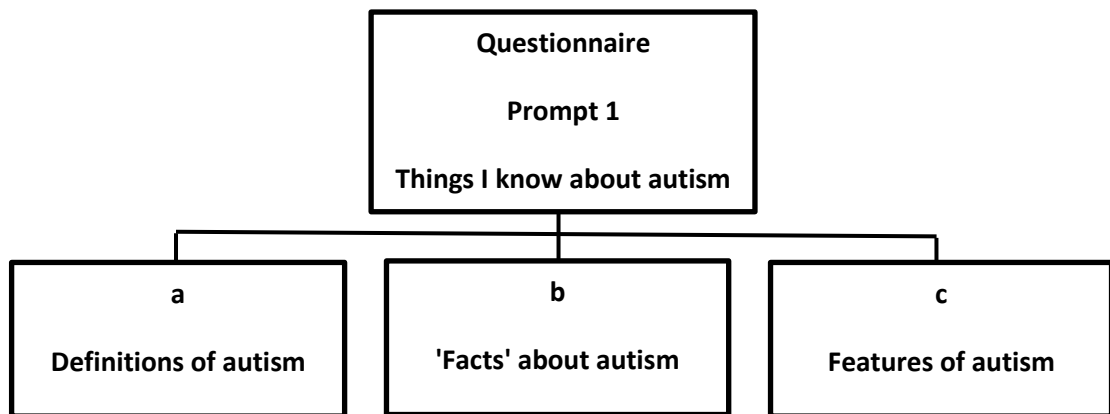 Questionnaire
Prompt 1
Things I know about autism
a
Definitions of autism
b
'Facts' about autism
c
Features of autism